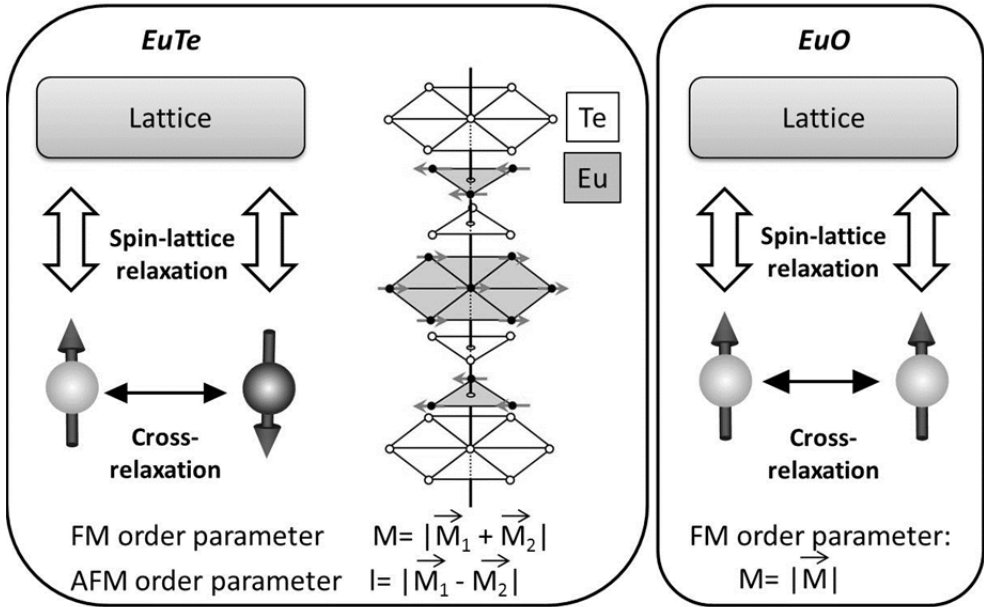 EuTe
Lattice
Te
Eu
Spin-lattice
relaxation
Cross-
relaxation
FM order parameter M= |M₁ + M₂|
AFM order parameter l= |M₁ - M₂|
EuO
Lattice
Spin-lattice
relaxation
Cross-
relaxation
FM order parameter:
M= |M|